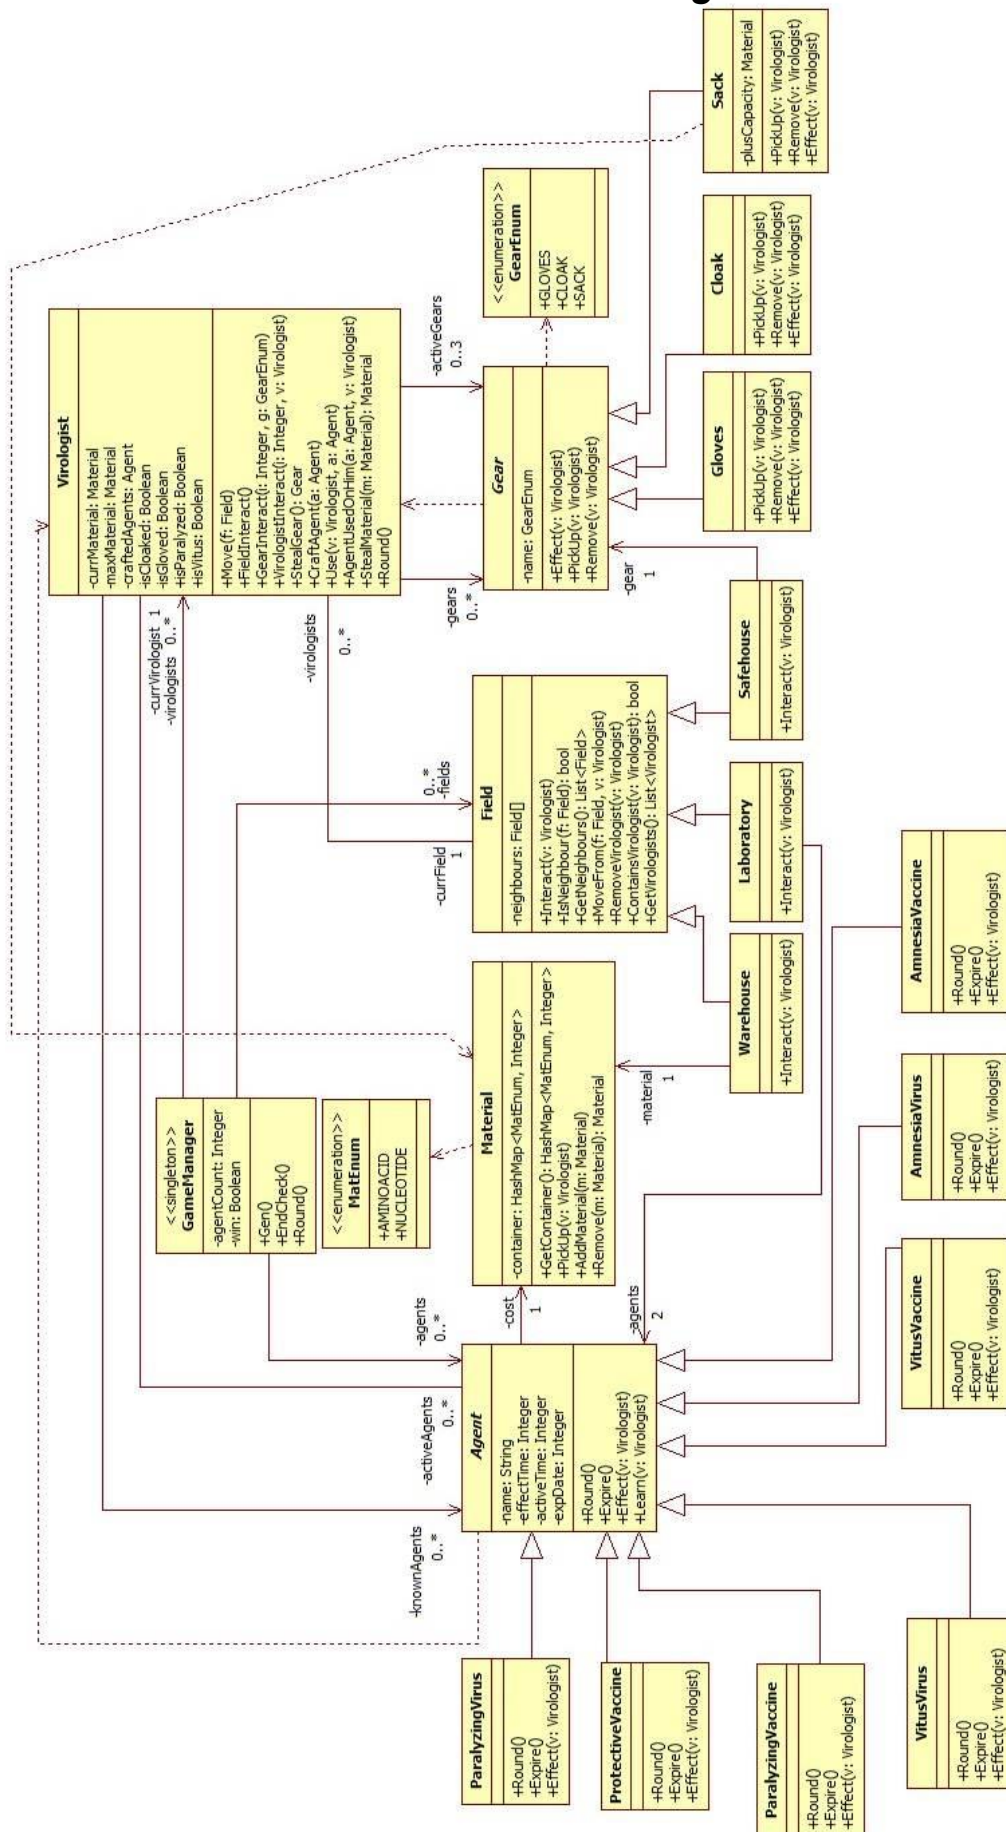 Virologist
-currMaterial: Material
-maxMaterial: Material
-craftedAgents: Agent
-isCloaked: Boolean
-isGloved: Boolean
+isParalyzed: Boolean
+isVitus: Boolean
+Move(f: Field)
+FieldInteract()
+GearInteract(i: Integer, g: GearEnum)
+VirologistInteract(i: Integer, v: Virologist)
+StealGear(): Gear
+CraftAgent(a: Agent)
+Use(v: Virologist, a: Agent)
+AgentUsedOnHim(a: Agent, v: Virologist)
+StealMaterial(m: Material): Material
+Round()
-currVirologist 1
-virologists 0..*
-virologists
0..*
-gears
0..*
-activeGears
0..3
<<singleton>>
GameManager
-agentCount: Integer
-win: Boolean
+Gen()
+EndCheck()
+Round()
<<enumeration>>
MatEnum
+AMINOACID
+NUCLEOTIDE
<<enumeration>>
GearEnum
+GLOVES
+CLOAK
+SACK
-knownAgents
0..*
-activeAgents
0..*
-agents
0..*
0..*
-fields
-currField
1
Agent
-name: String
-effectTime: Integer
-activeTime: Integer
-expDate: Integer
+Round()
+Expire()
+Effect(v: Virologist)
+Learn(v: Virologist)
-cost
1
Material
-container: HashMap<MatEnum, Integer>
+GetContainer(): HashMap<MatEnum, Integer>
+PickUp(v: Virologist)
+AddMaterial(m: Material)
+Remove(m: Material): Material
Field
-neighbours: Field[]
+Interact(v: Virologist)
+IsNeighbour(f: Field): bool
+GetNeighbours(): List<Field>
+MoveFrom(f: Field, v: Virologist)
+RemoveVirologist(v: Virologist)
+ContainsVirologist(v: Virologist): bool
+GetVirologists(): List<Virologist>
Gear
-name: GearEnum
+Effect(v: Virologist)
+PickUp(v: Virologist)
+Remove(v: Virologist)
-agents
2
-material
1
-gear
1
Warehouse
+Interact(v: Virologist)
Laboratory
+Interact(v: Virologist)
Safehouse
+Interact(v: Virologist)
Gloves
+PickUp(v: Virologist)
+Remove(v: Virologist)
+Effect(v: Virologist)
Cloak
+PickUp(v: Virologist)
+Remove(v: Virologist)
+Effect(v: Virologist)
Sack
-plusCapacity: Material
+PickUp(v: Virologist)
+Remove(v: Virologist)
+Effect(v: Virologist)
ParalyzingVirus
+Round()
+Expire()
+Effect(v: Virologist)
ProtectiveVaccine
+Round()
+Expire()
+Effect(v: Virologist)
ParalyzingVaccine
+Round()
+Expire()
+Effect(v: Virologist)
VitusVirus
+Round()
+Expire()
+Effect(v: Virologist)
VitusVaccine
+Round()
+Expire()
+Effect(v: Virologist)
AmnesiaVirus
+Round()
+Expire()
+Effect(v: Virologist)
AmnesiaVaccine
+Round()
+Expire()
+Effect(v: Virologist)